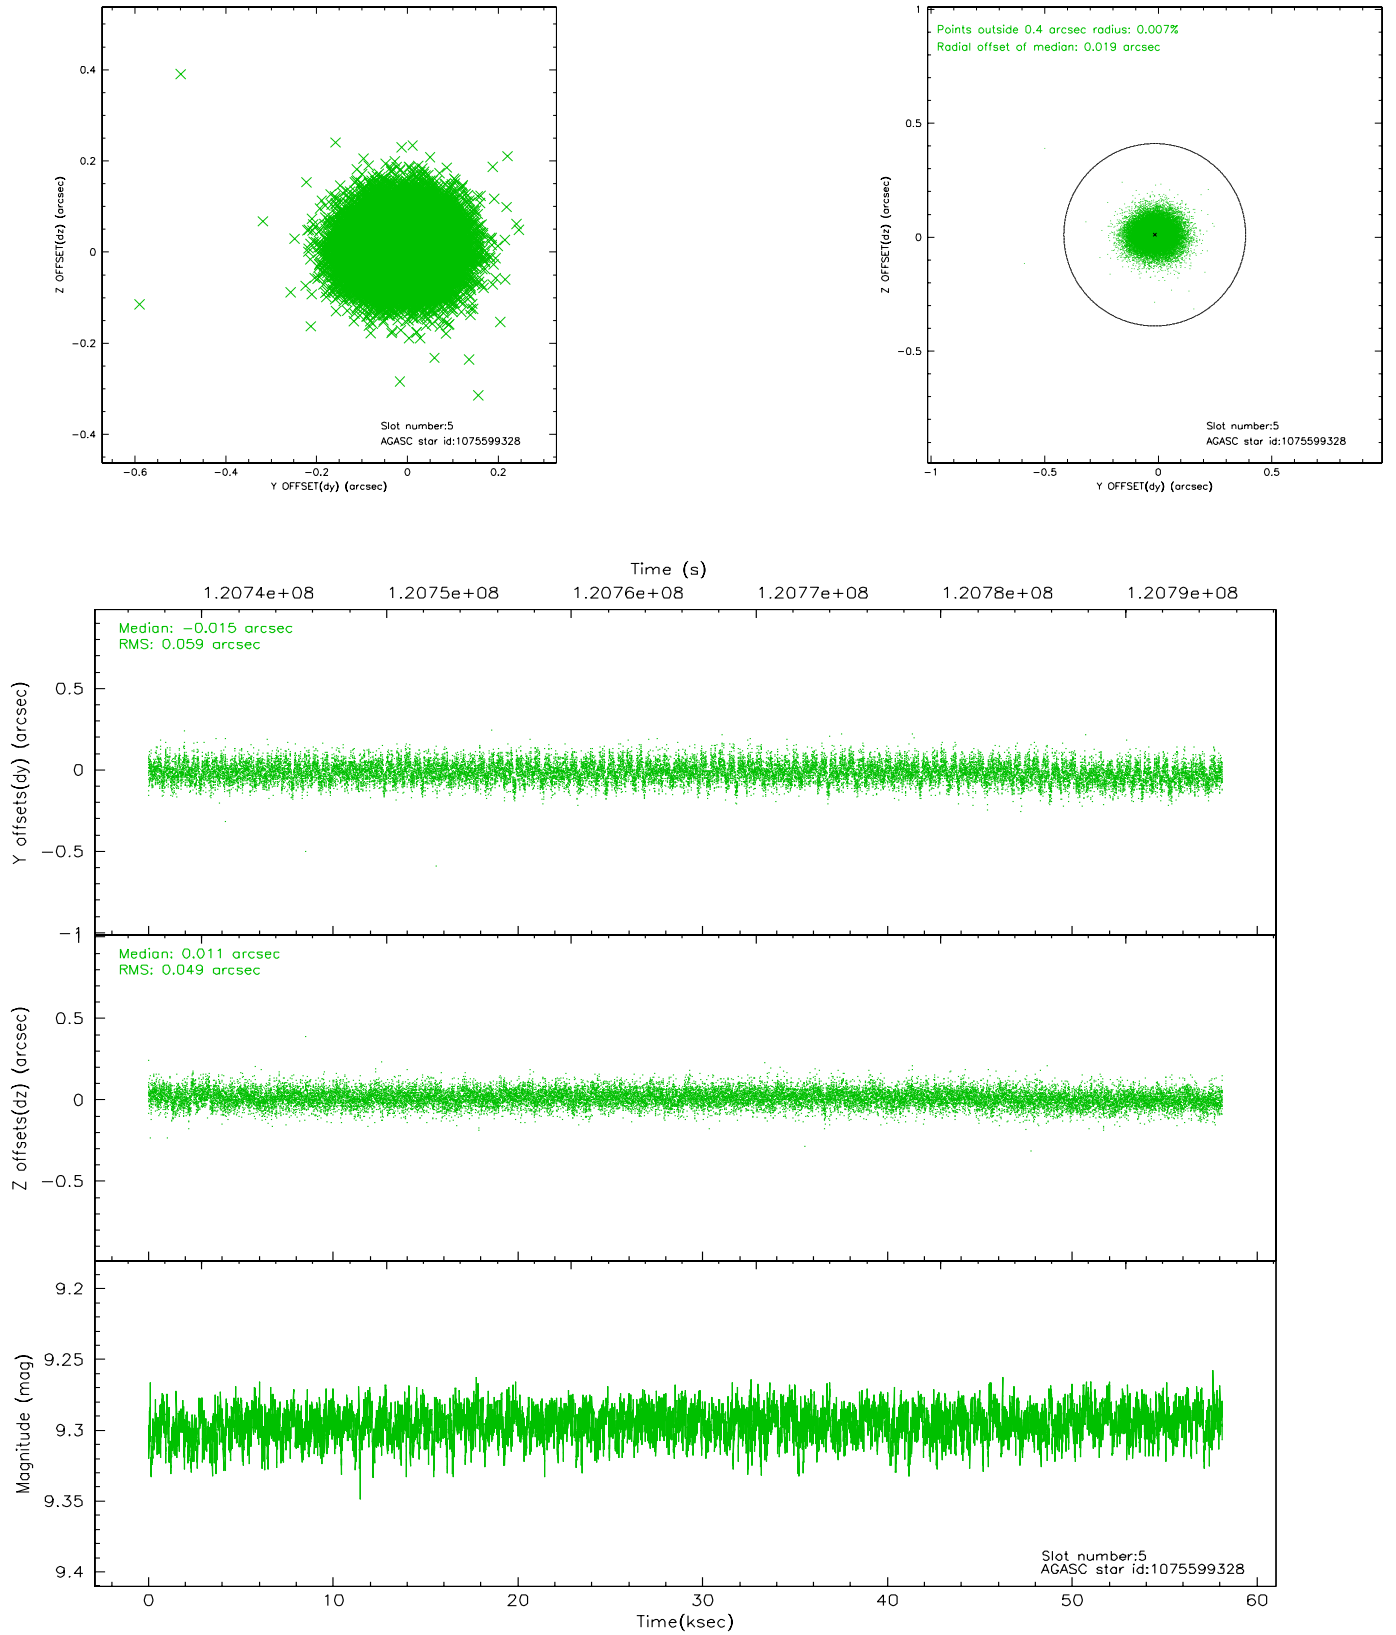 0.4
0.2
0
−0.2
−0.4
Z OFFSET(dz) (arcsec)
Slot number:5
AGASC star id:1075599328
−0.6
−0.4
−0.2
0
0.2
Y OFFSET(dy) (arcsec)
Points outside 0.4 arcsec radius: 0.007%
Radial offset of median: 0.019 arcsec
1
0.5
0
−0.5
Z OFFSET(dz) (arcsec)
Slot number:5
AGASC star id:1075599328
−1
−0.5
0
0.5
Y OFFSET(dy) (arcsec)
Time (s)
1.2074e+08
1.2075e+08
1.2076e+08
1.2077e+08
1.2078e+08
1.2079e+08
Median: −0.015 arcsec
RMS: 0.059 arcsec
0.5
0
−0.5
−1
Y offsets(dy) (arcsec)
Median: 0.011 arcsec
RMS: 0.049 arcsec
1
0.5
0
−0.5
Z offsets(dz) (arcsec)
9.2
9.25
9.3
9.35
9.4
Magnitude (mag)
Slot number:5
AGASC star id:1075599328
0
10
20
30
40
50
60
Time(ksec)